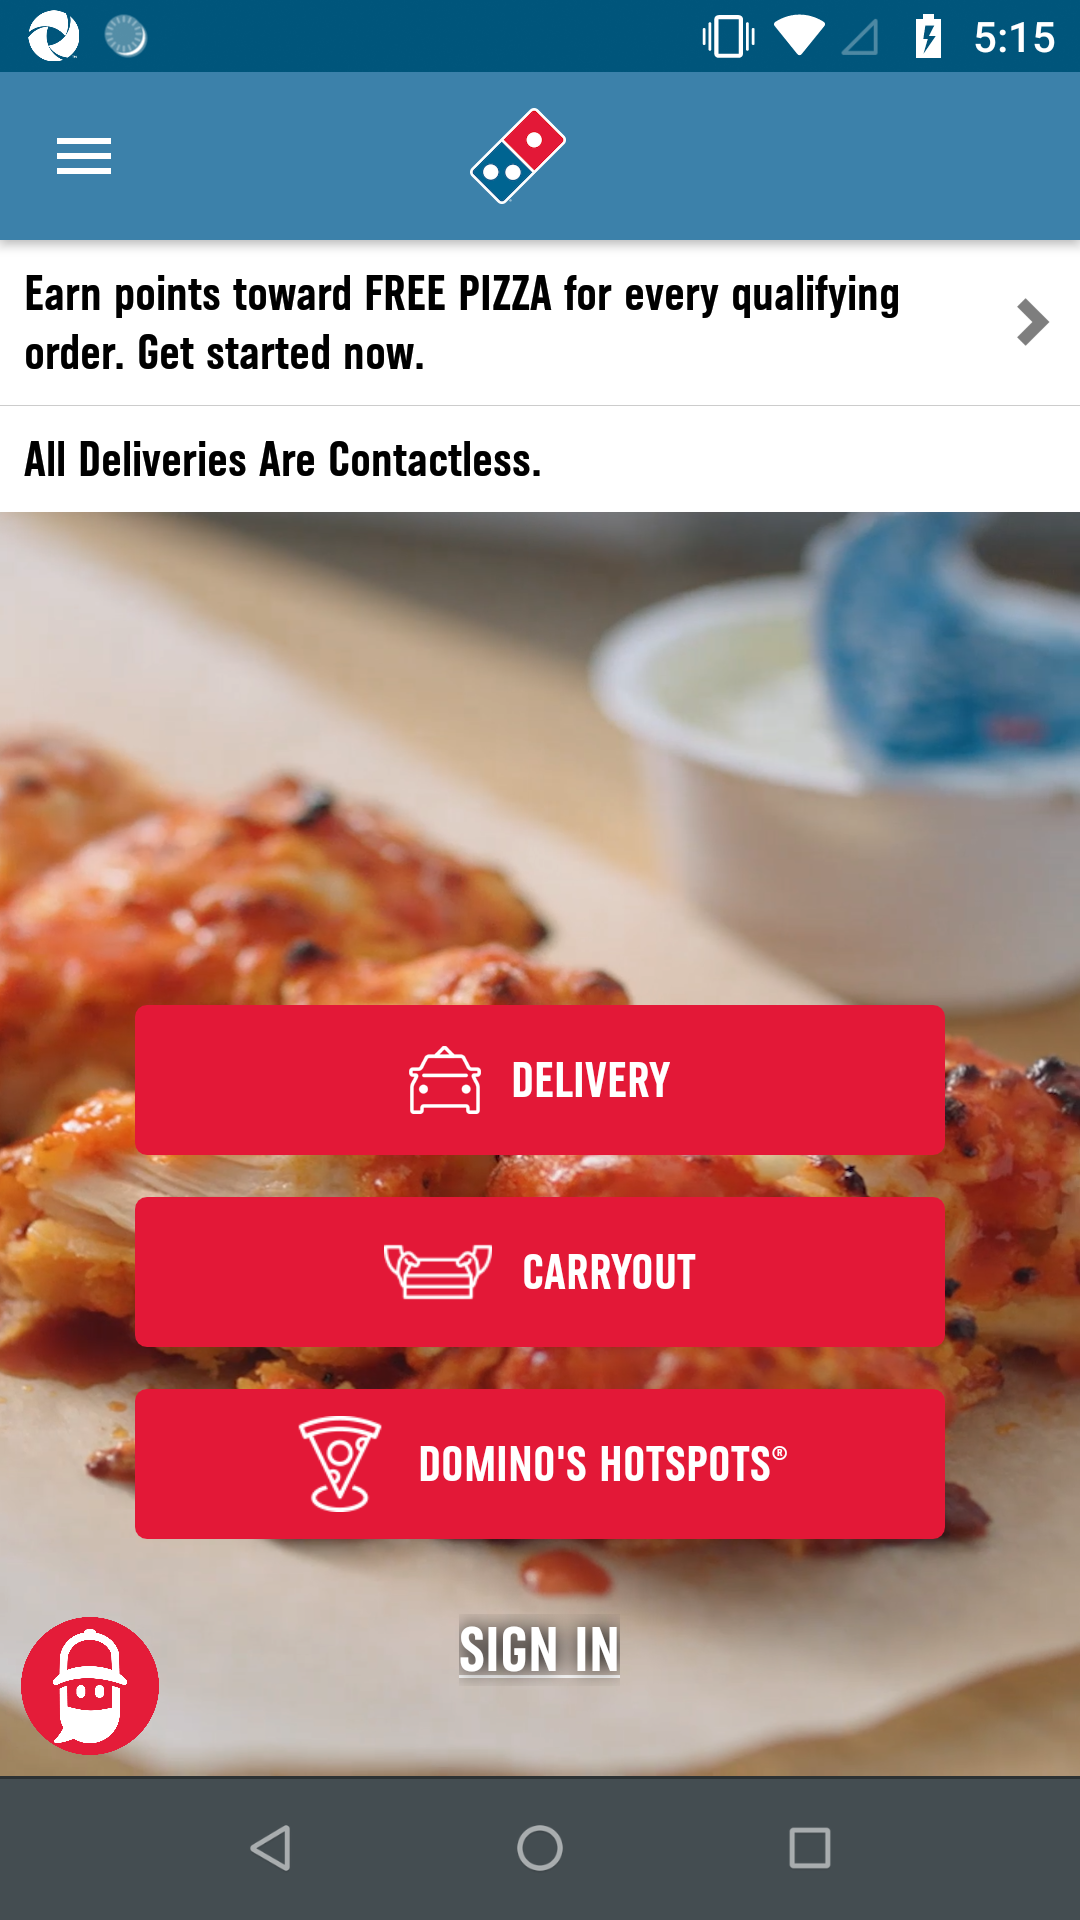 5:15
Earn points toward FREE PIZZA for every qualifying
order. Get started now.
All Deliveries Are Contactless.
DELIVERY
CARRYOUT
DOMINO'S HOTSPOTS®
SIGN IN